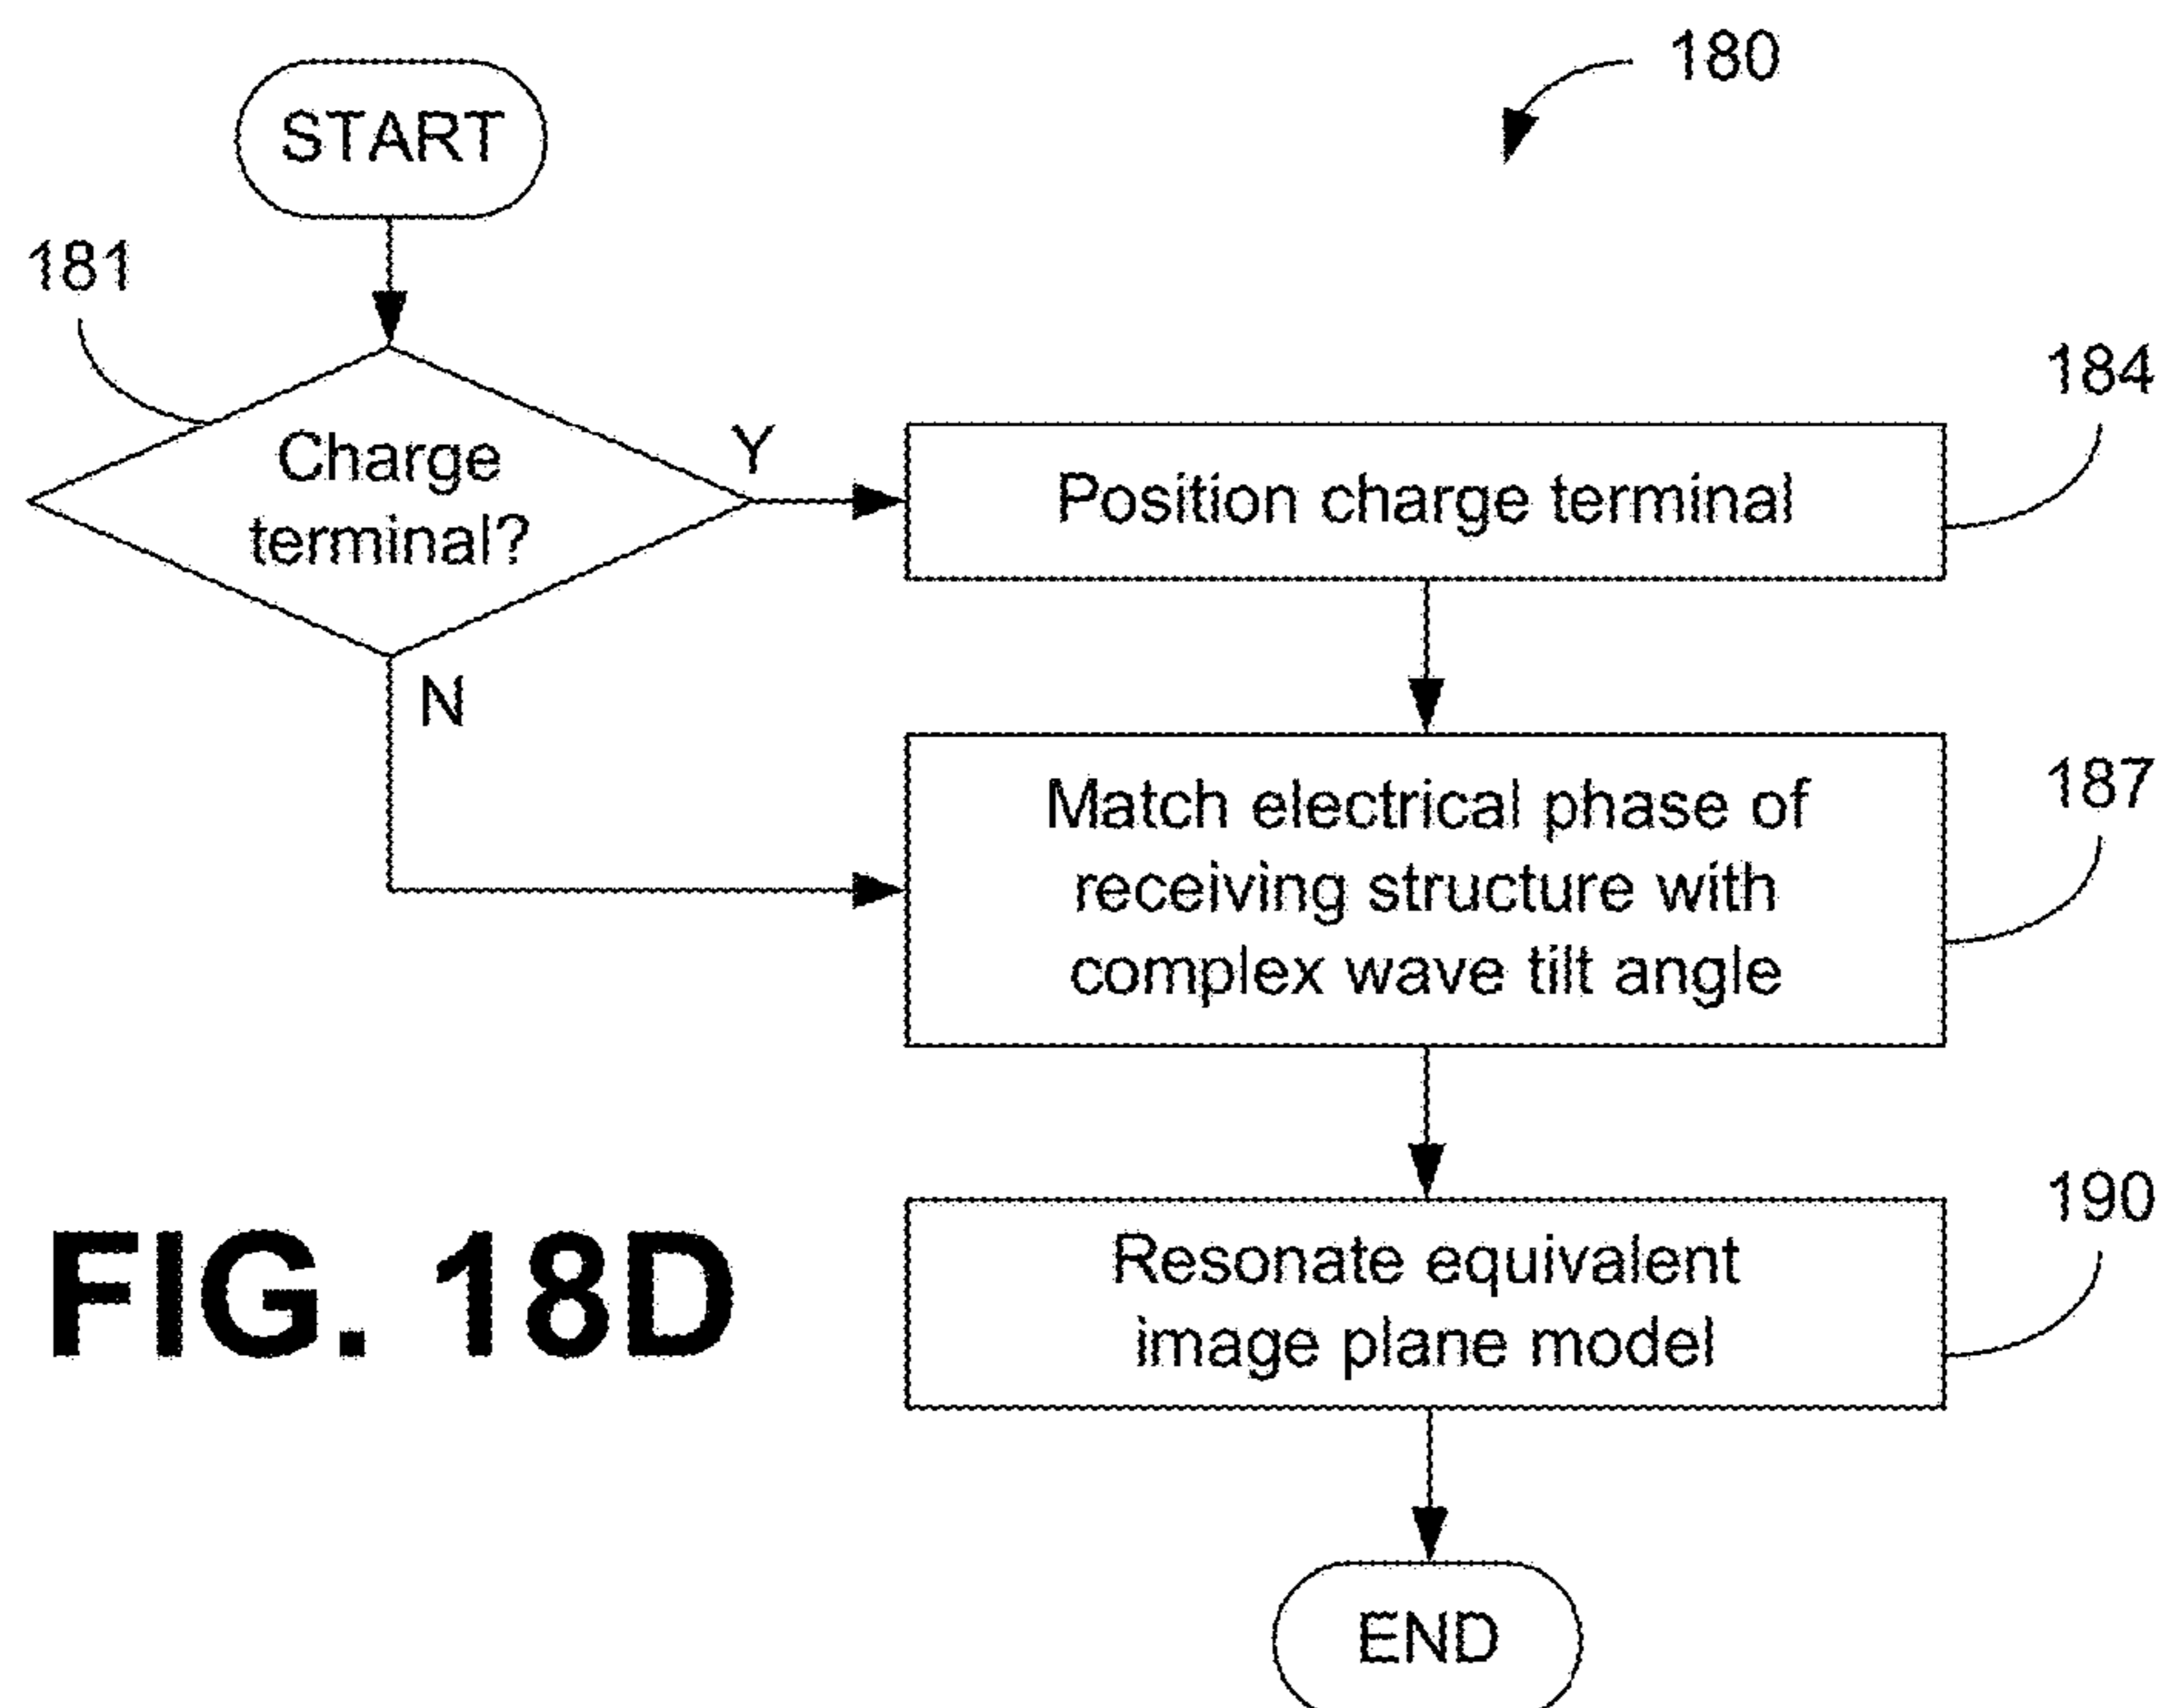 180
START
181
Charge
terminal?
Y
N
184
Position charge terminal
187
Match electrical phase of
receiving structure with
complex wave tilt angle
190
Resonate equivalent
image plane model
END
FIG. 18D